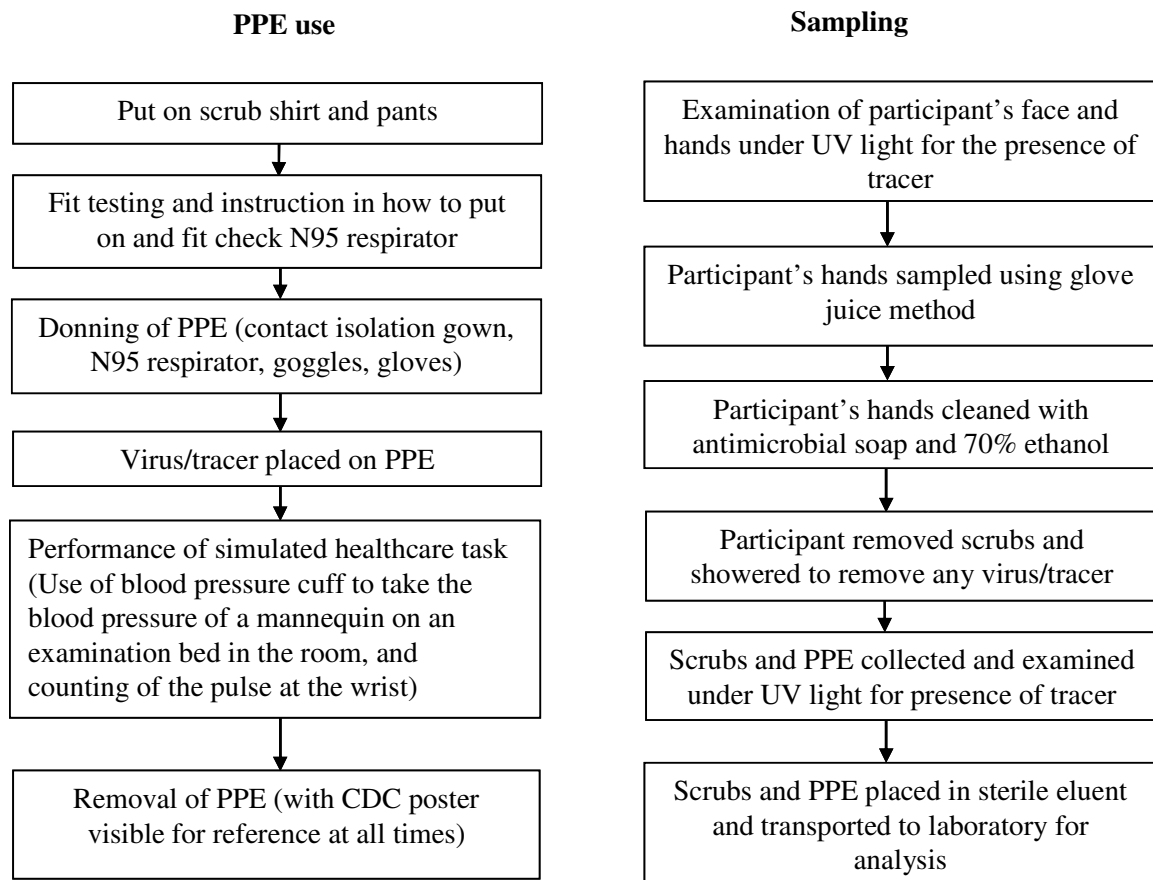 PPE use
Put on scrub shirt and pants
Fit testing and instruction in how to put
on and fit check N95 respirator
Donning of PPE (contact isolation gown,
N95 respirator, goggles, gloves)
Virus/tracer placed on PPE
Performance of simulated healthcare task
(Use of blood pressure cuff to take the
blood pressure of a mannequin on an
examination bed in the room, and
counting of the pulse at the wrist)
Removal of PPE (with CDC poster
visible for reference at all times)
Sampling
Examination of participant’s face and
hands under UV light for the presence of
tracer
Participant’s hands sampled using glove
juice method
Participant’s hands cleaned with
antimicrobial soap and 70% ethanol
Participant removed scrubs and
showered to remove any virus/tracer
Scrubs and PPE collected and examined
under UV light for presence of tracer
Scrubs and PPE placed in sterile eluent
and transported to laboratory for
analysis